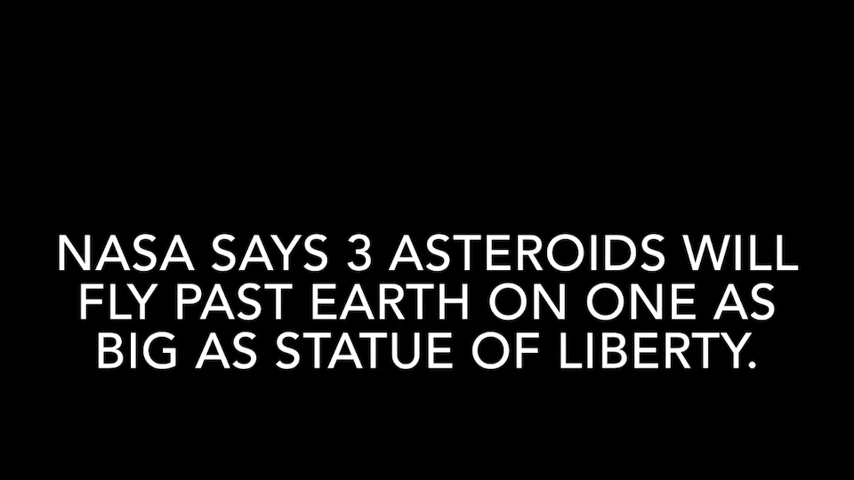 NASA SAYS 3 ASTEROIDS WILL
FLY PAST EARTH ON ONE AS
BIG AS STATUE OF LIBERTY.